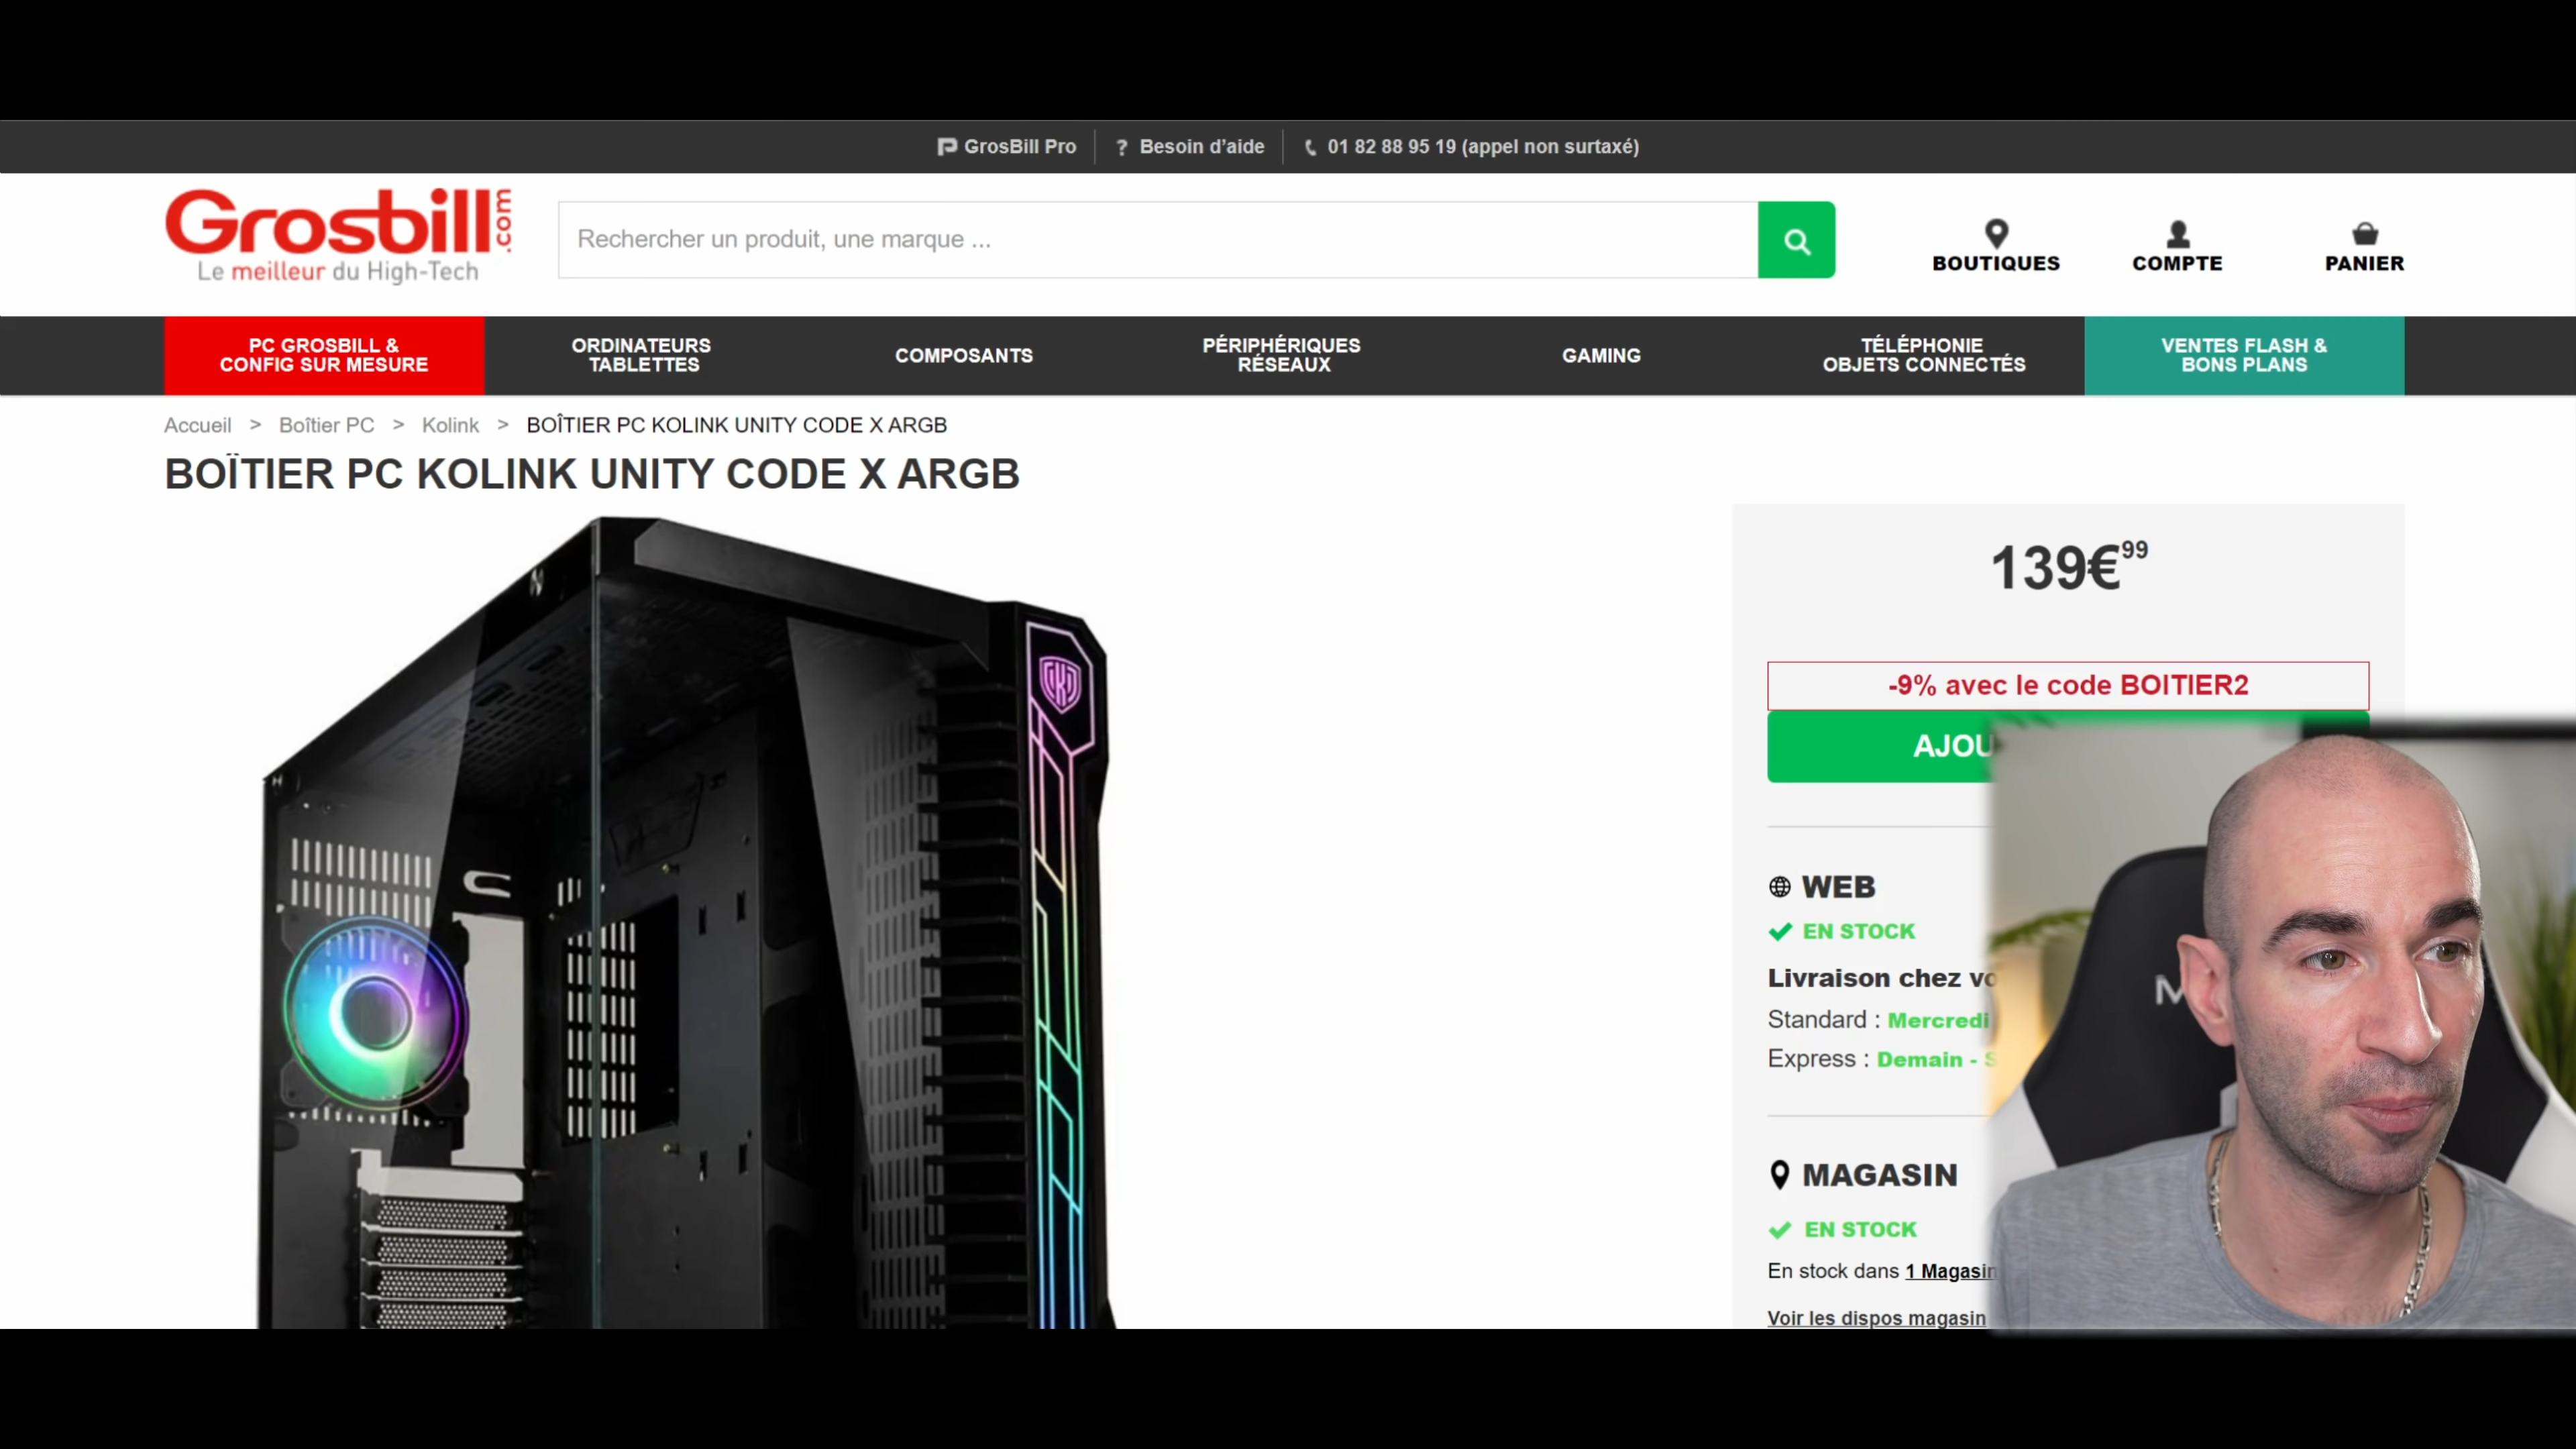 GrosBill Pro
? Besoin d’aide
01 82 88 95 19 (appel non surtaxé)
Grosbill.com
Le meilleur du High-Tech
Rechercher un produit, une marque ...
BOUTIQUES
COMPTE
PANIER
PC GROSBILL &
CONFIG SUR MESURE
ORDINATEURS
TABLETTES
COMPOSANTS
PÉRIPHÉRIQUES
RÉSEAUX
GAMING
TÉLÉPHONIE
OBJETS CONNECTÉS
VENTES FLASH &
BONS PLANS
Accueil > Boîtier PC > Kolink > BOÎTIER PC KOLINK UNITY CODE X ARGB
BOÎTIER PC KOLINK UNITY CODE X ARGB
139€99
-9% avec le code BOITIER2
AJOU
WEB
EN STOCK
Livraison chez vo
Standard : Mercredi
Express : Demain -
MAGASIN
EN STOCK
En stock dans 1 Magasin
Voir les dispos magasin